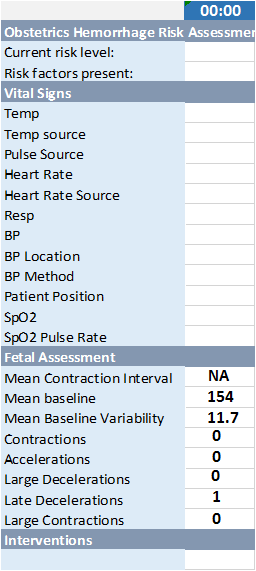 00:00
Obstetrics Hemorrhage Risk Assessmen
Current risk level:
Risk factors present:
Vital Signs
Temp
Temp source
Pulse Source
Heart Rate
Heart Rate Source
Resp
BP
BP Location
BP Method
Patient Position
SpO2
SpO2 Pulse Rate
Fetal Assessment
Mean Contraction Interval NA
Mean baseline 154
Mean Baseline Variability 11.7
Contractions 0
Accelerations 0
Large Decelerations 0
Late Decelerations 1
Large Contractions 0
Interventions